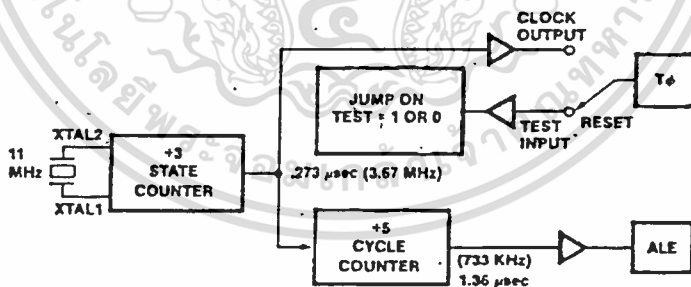 CLOCK
OUTPUT
JUMP ON
TEST = 1 OR 0
TEST
INPUT
RESET
Tφ
11
MHz
XTAL2
XTAL1
÷3
STATE
COUNTER
.273 μsec (3.67 MHz)
÷5
CYCLE
COUNTER
(733 KHz)
1.36 μsec
ALE